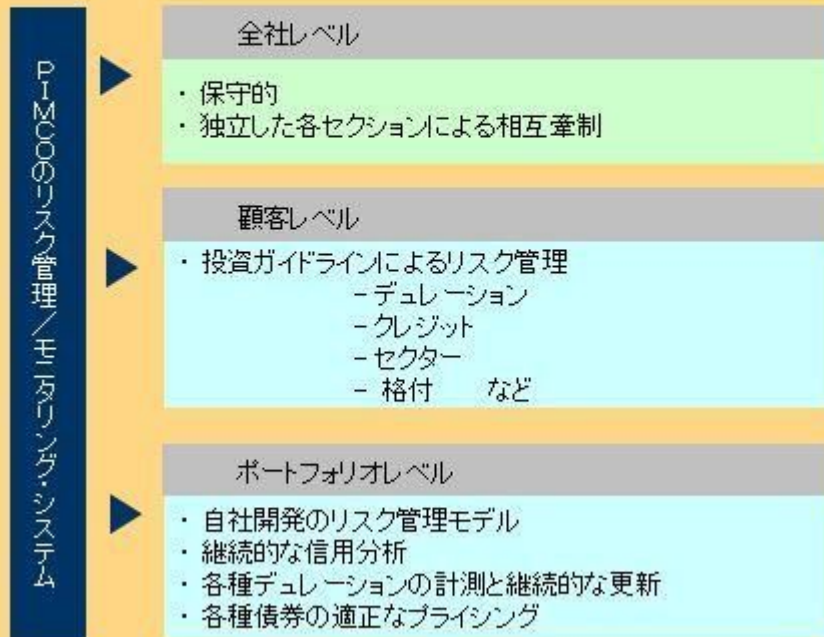 PIMCOのリスク管理/モニタリング・システム
全社レベル
・保守的
・独立した各セクションによる相互牽制
顧客レベル
・投資ガイドラインによるリスク管理
－デュレーション
－クレジット
－セクター
－ 格付　　など
ポートフォリオレベル
・自社開発のリスク管理モデル
・継続的な信用分析
・各種デュレーションの計測と継続的な更新
・各種債券の適正なプライシング